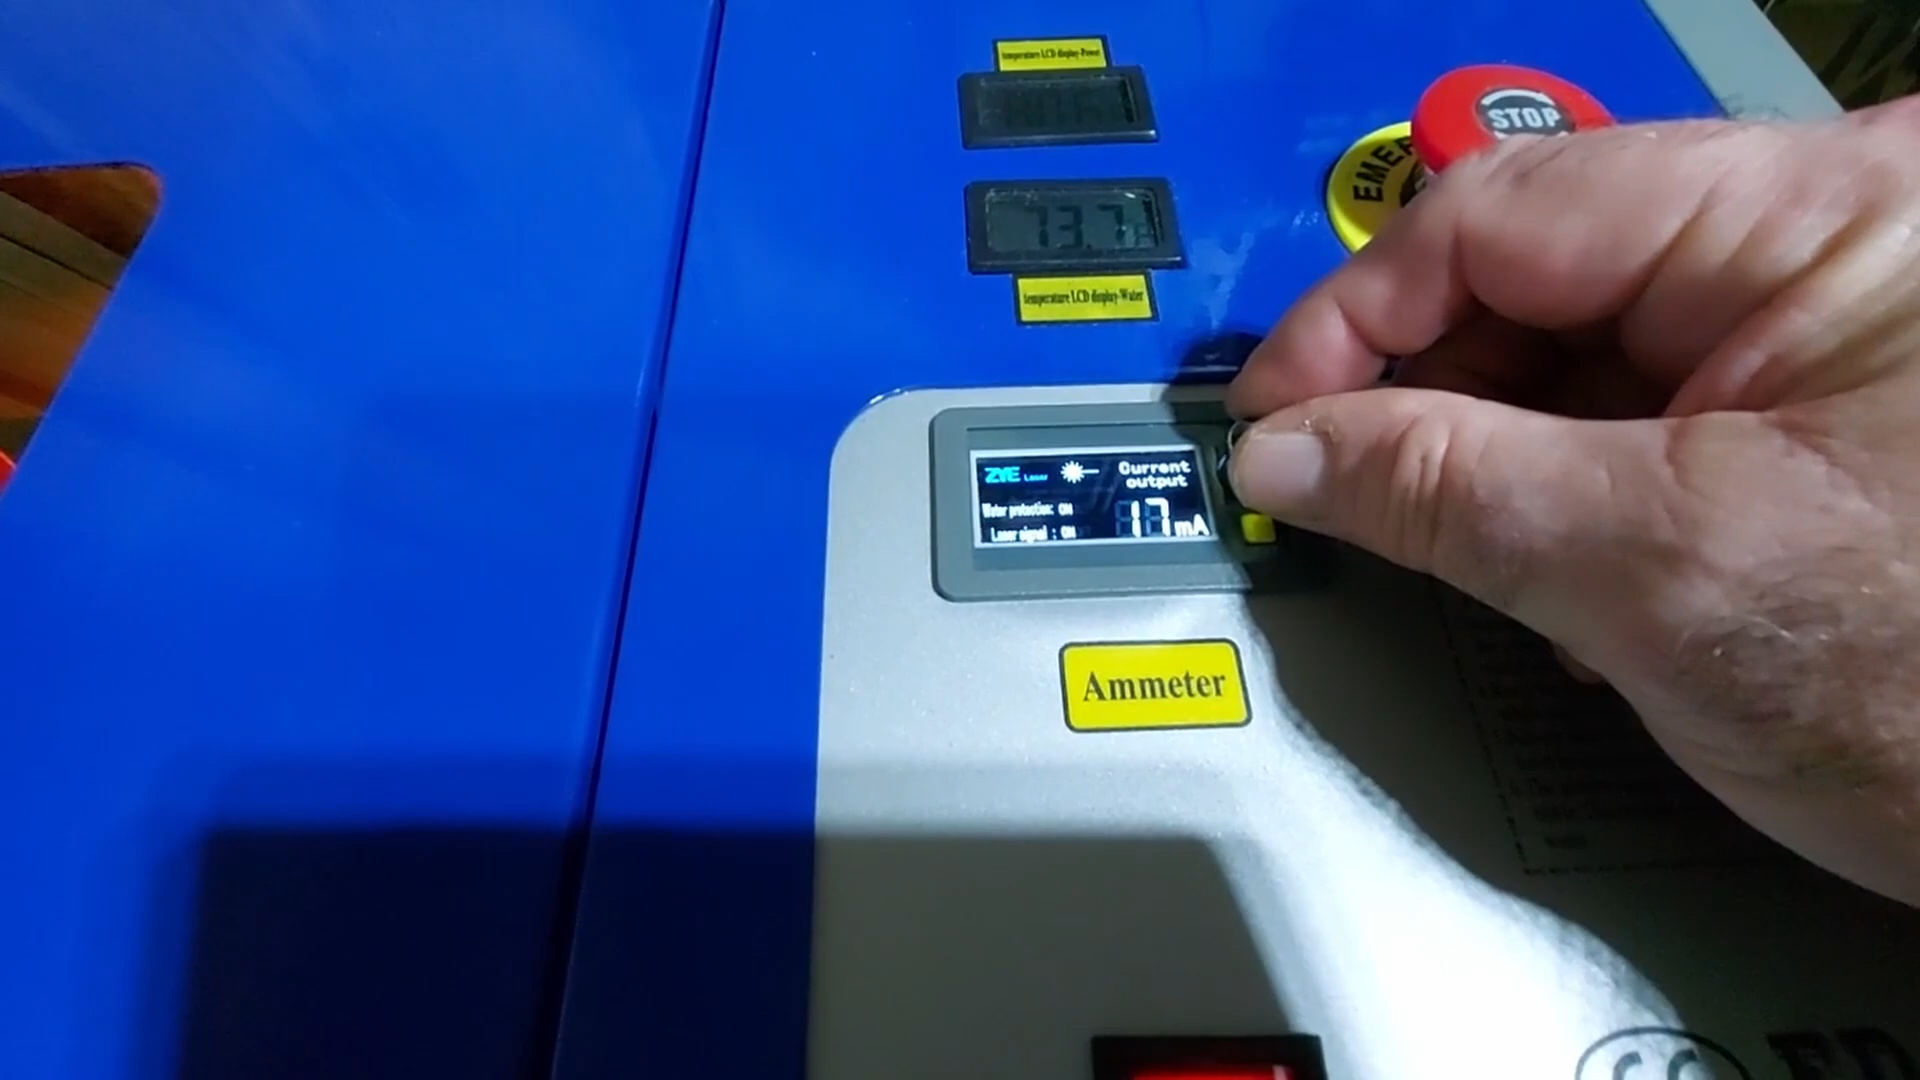 temperature LCD display-Power
STOP
EMER
73.7
temperature LCD display-Water
ZYE Laser
Current
output
Water protection: ON
17 mA
Laser signal : ON
Ammeter